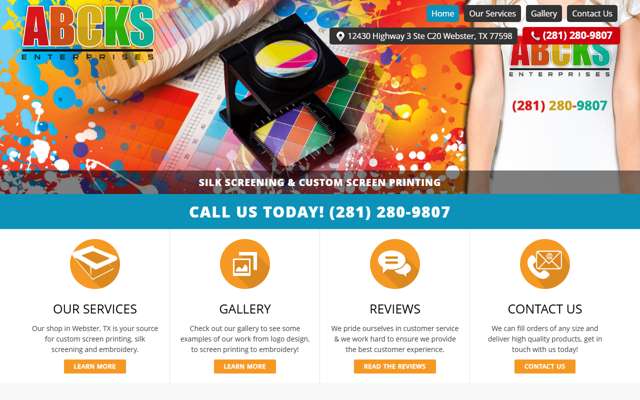 ABCKS
ENTERPRISES
Home
Our Services
Gallery
Contact Us
12430 Highway 3 Ste C20 Webster, TX 77598
(281) 280-9807
ABCKS
ENTERPRISES
(281) 280-9807
SILK SCREENING & CUSTOM SCREEN PRINTING
CALL US TODAY! (281) 280-9807
OUR SERVICES
Our shop in Webster, TX is your source
for custom screen printing, silk
screening and embroidery.
LEARN MORE
GALLERY
Check out our gallery to see some
examples of our work from logo design,
to screen printing to embroidery!
LEARN MORE
REVIEWS
We pride ourselves in customer service
& we work hard to ensure we provide
the best customer experience.
READ THE REVIEWS
CONTACT US
We can fill orders of any size and
deliver high quality products, get in
touch with us today!
CONTACT US